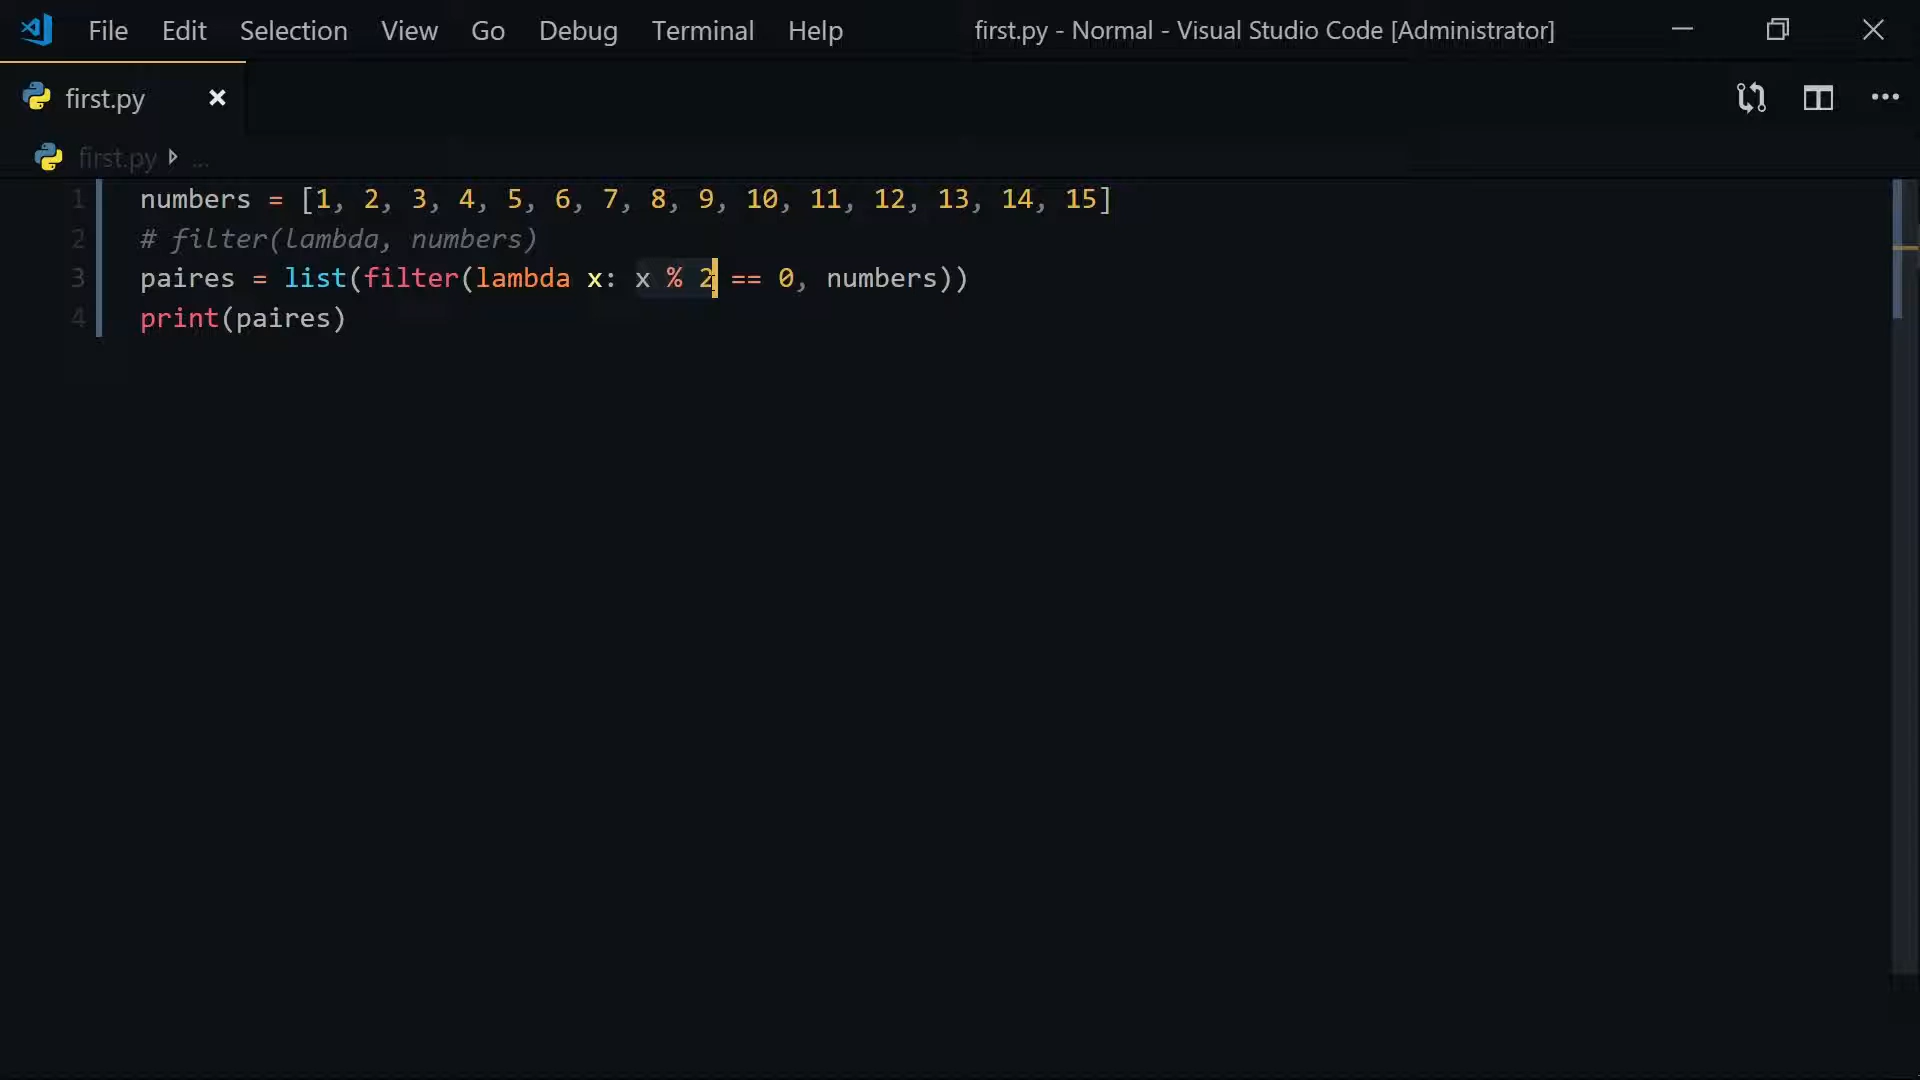 File Edit Selection View Go Debug Terminal Help first.py - Normal - Visual Studio Code [Administrator]
first.py
first.py ...
1 numbers = [1, 2, 3, 4, 5, 6, 7, 8, 9, 10, 11, 12, 13, 14, 15]
2 # filter(lambda, numbers)
3 paires = list(filter(lambda x: x % 2 == 0, numbers))
4 print(paires)